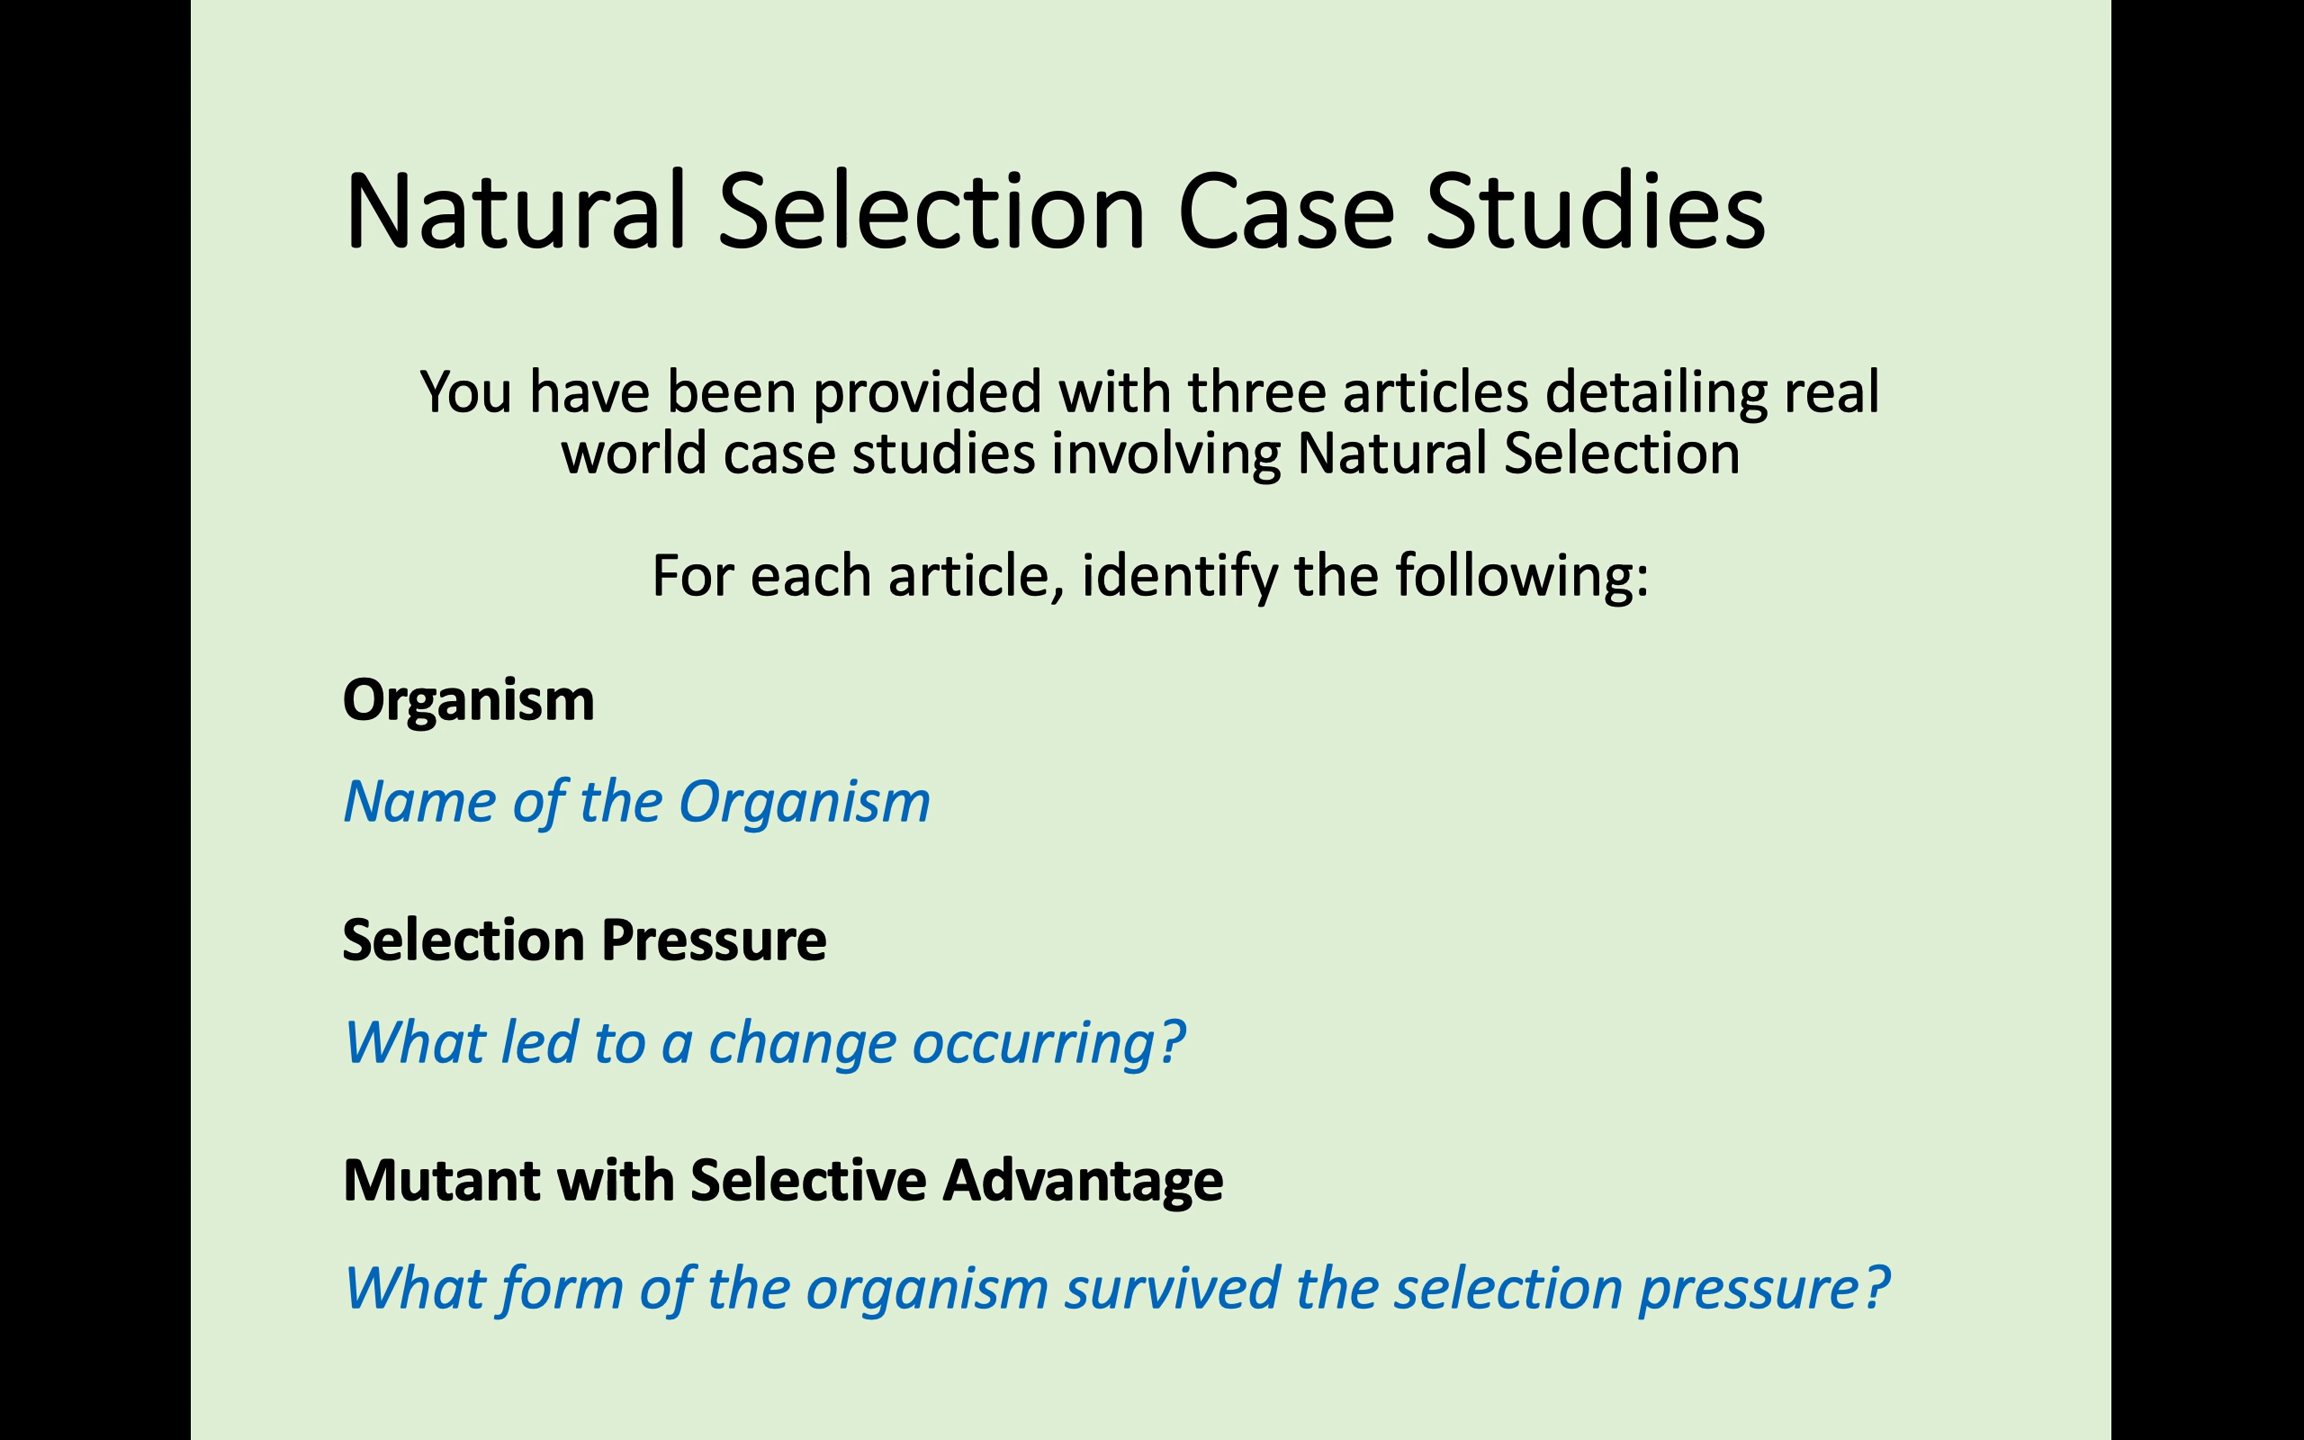 Natural Selection Case Studies
You have been provided with three articles detailing real
world case studies involving Natural Selection
For each article, identify the following:
Organism
Name of the Organism
Selection Pressure
What led to a change occurring?
Mutant with Selective Advantage
What form of the organism survived the selection pressure?